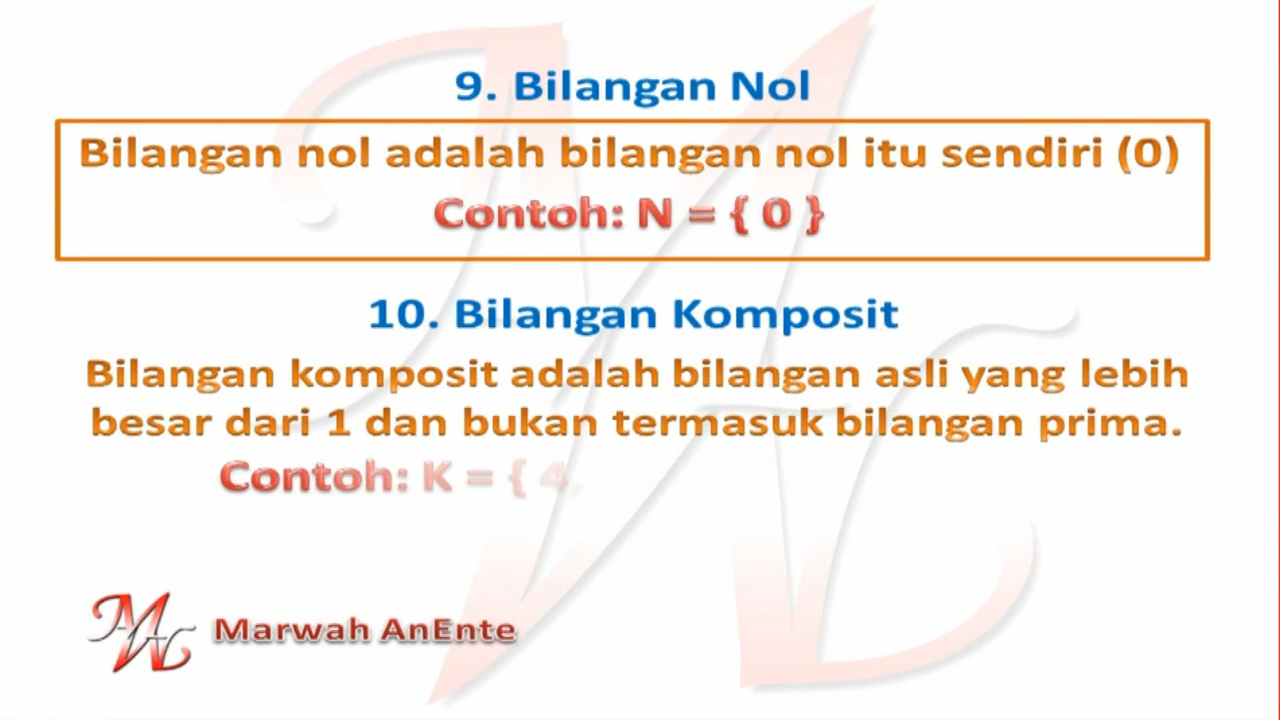 9. Bilangan Nol
Bilangan nol adalah bilangan nol itu sendiri (0)
Contoh: N = { 0 }
10. Bilangan Komposit
Bilangan komposit adalah bilangan asli yang lebih
besar dari 1 dan bukan termasuk bilangan prima.
Contoh: K = { 4,
Marwah AnEnte